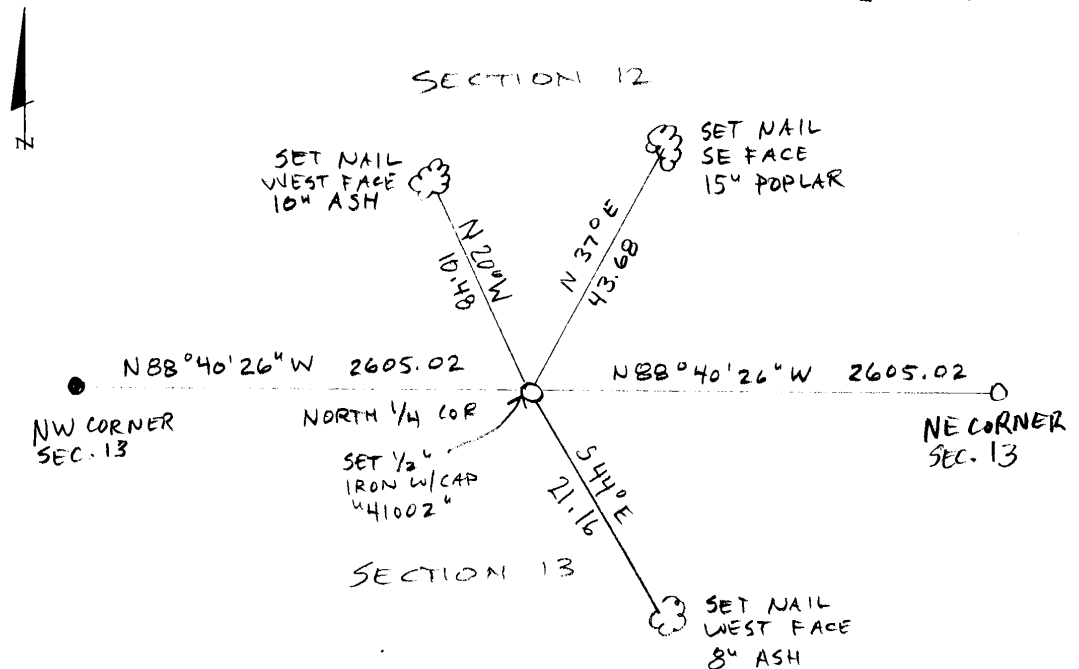 SECTION 12
N
SET NAIL
WEST FACE
10" ASH
SET NAIL
SE FACE
15" POPLAR
N 20°W
10.48
N 37°E
43.68
N88°40'26"W 2605.02
N88°40'26"W 2605.02
NW CORNER
SEC. 13
NORTH 1/4 COR
NE CORNER
SEC. 13
SET 1/2"
IRON W/CAP
"41002"
S 44° E
21.16
SECTION 13
SET NAIL
WEST FACE
8" ASH